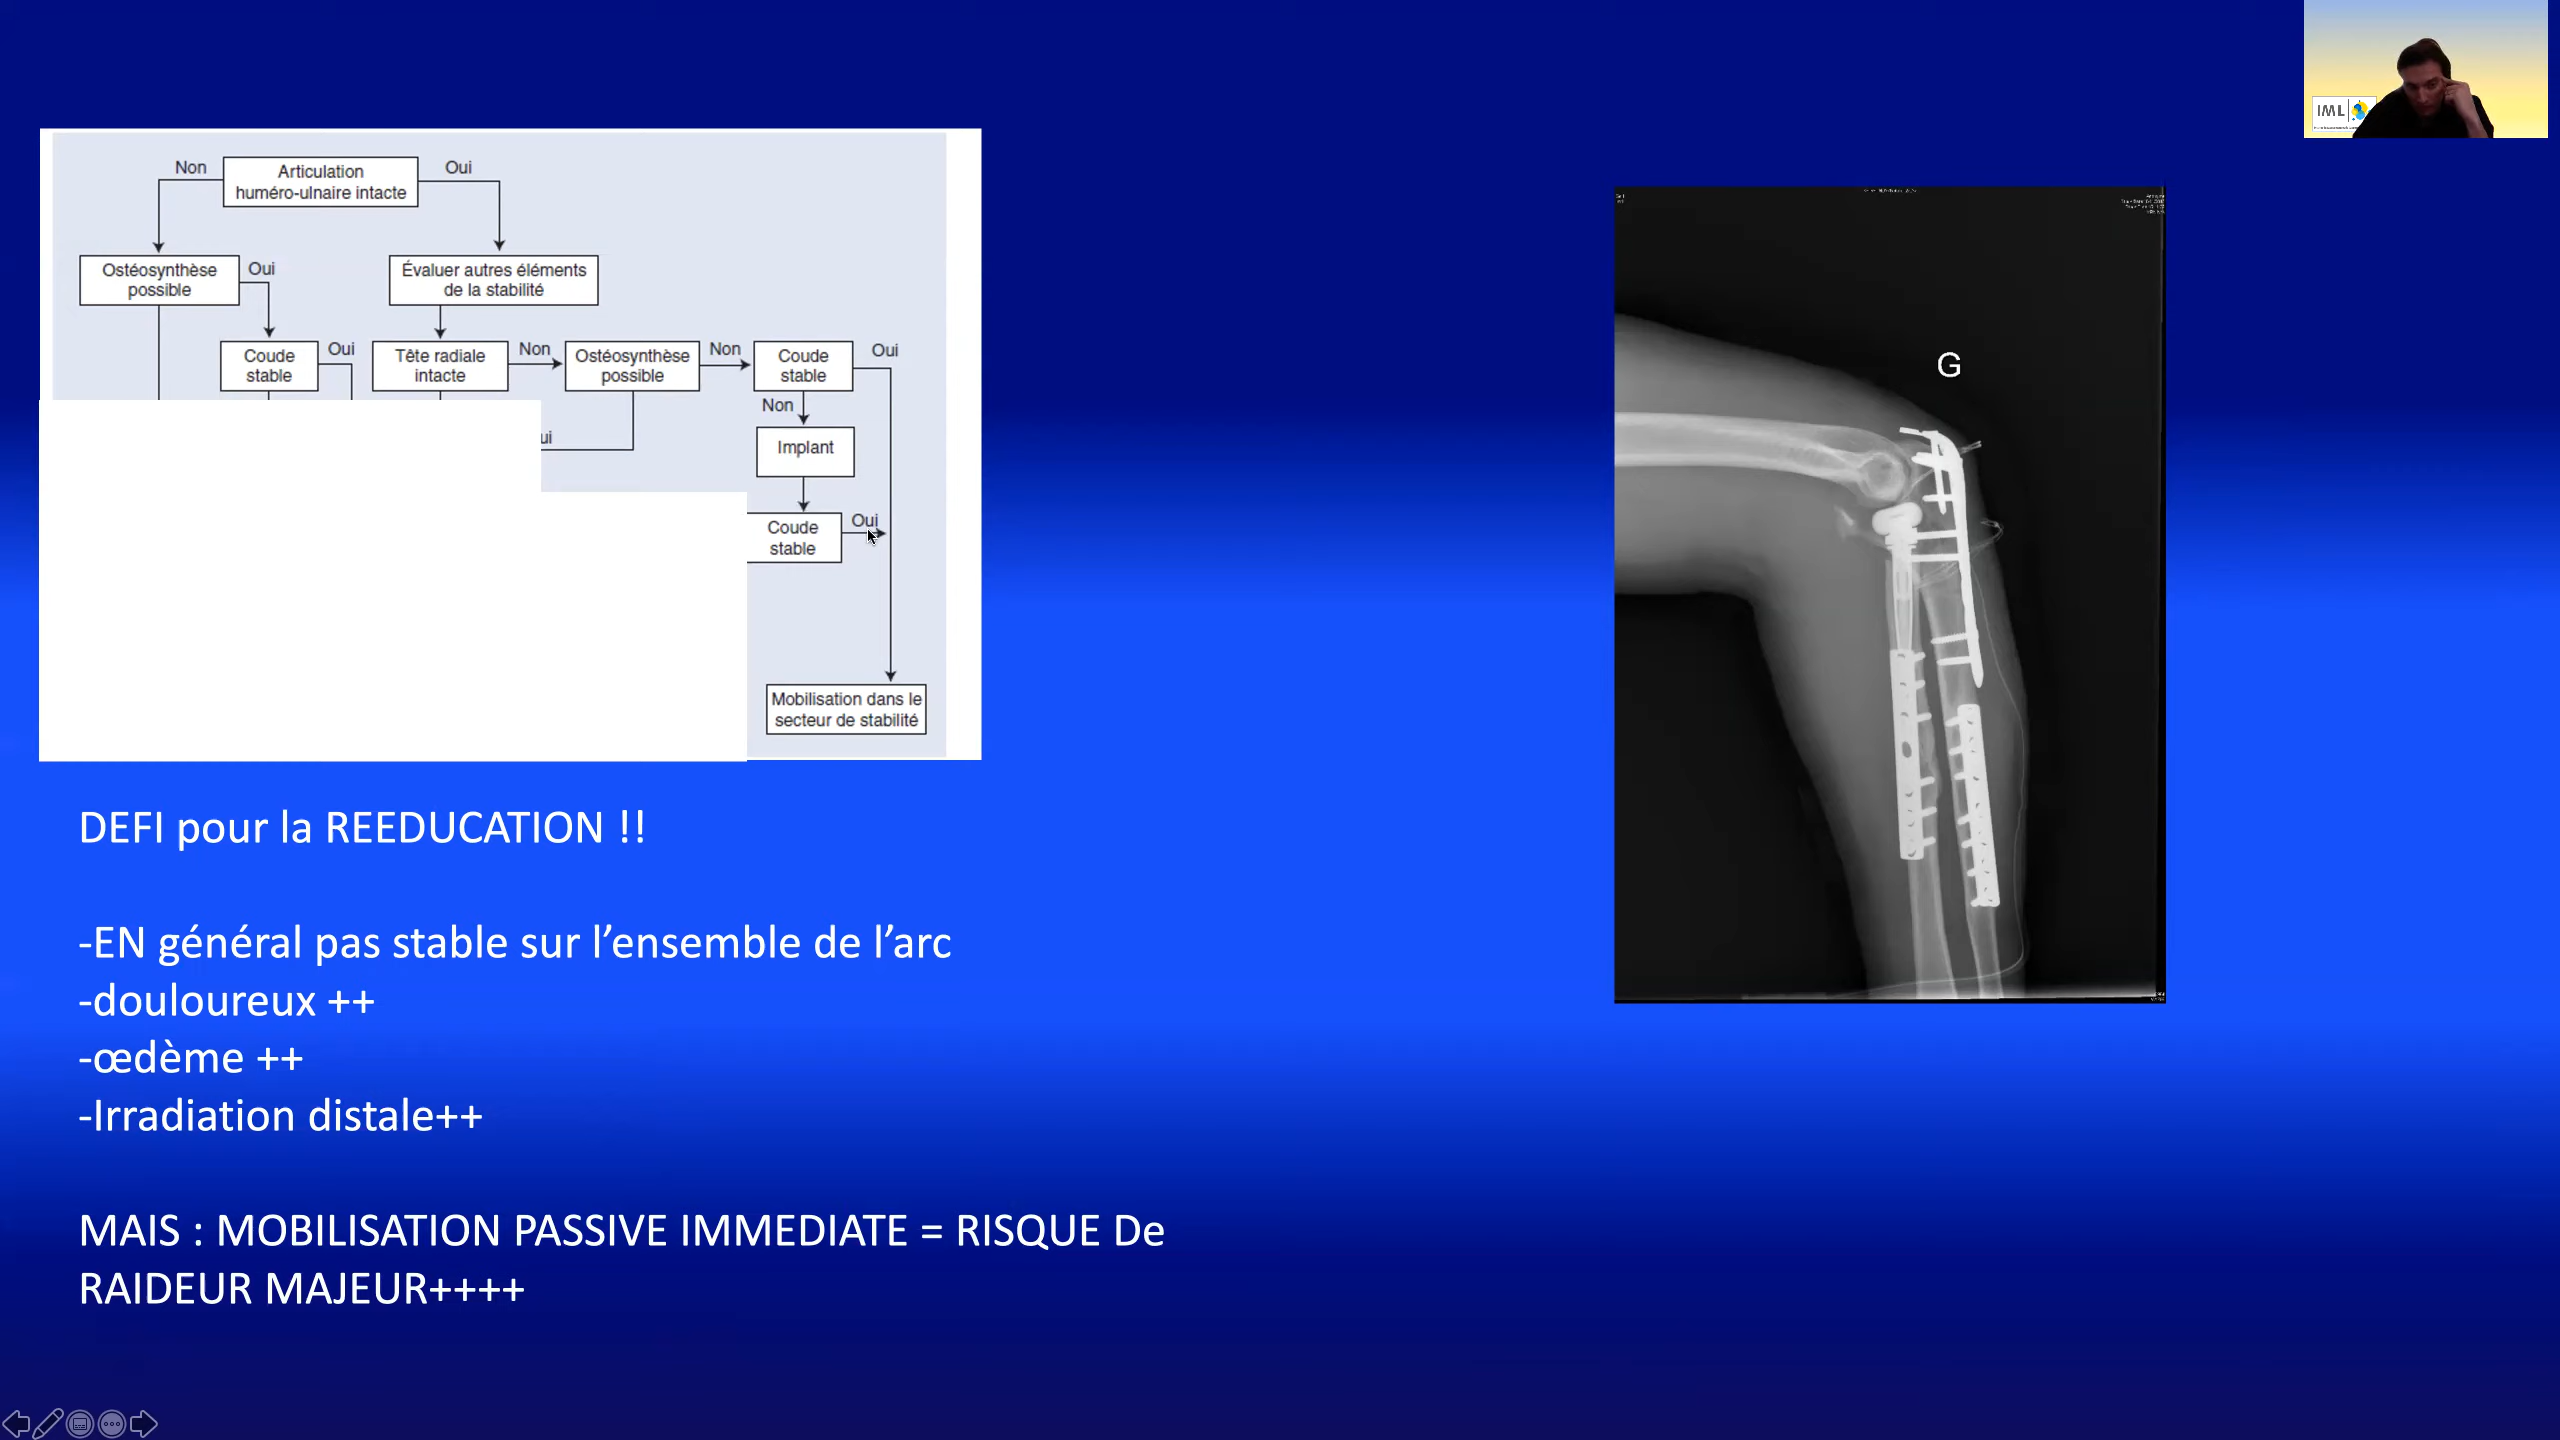 Non
Oui
Articulation
huméro-ulnaire intacte
Ostéosynthèse
possible
Oui
Évaluer autres éléments
de la stabilité
Coude
stable
Oui
Tête radiale
intacte
Non
Ostéosynthèse
possible
Non
Coude
stable
Oui
ui
Non
Implant
Coude
stable
Oui
Mobilisation dans le
secteur de stabilité
DEFI pour la REEDUCATION !!
-EN général pas stable sur l’ensemble de l’arc
-douloureux ++
-œdème ++
-Irradiation distale++
MAIS : MOBILISATION PASSIVE IMMEDIATE = RISQUE De
RAIDEUR MAJEUR++++
G
IML